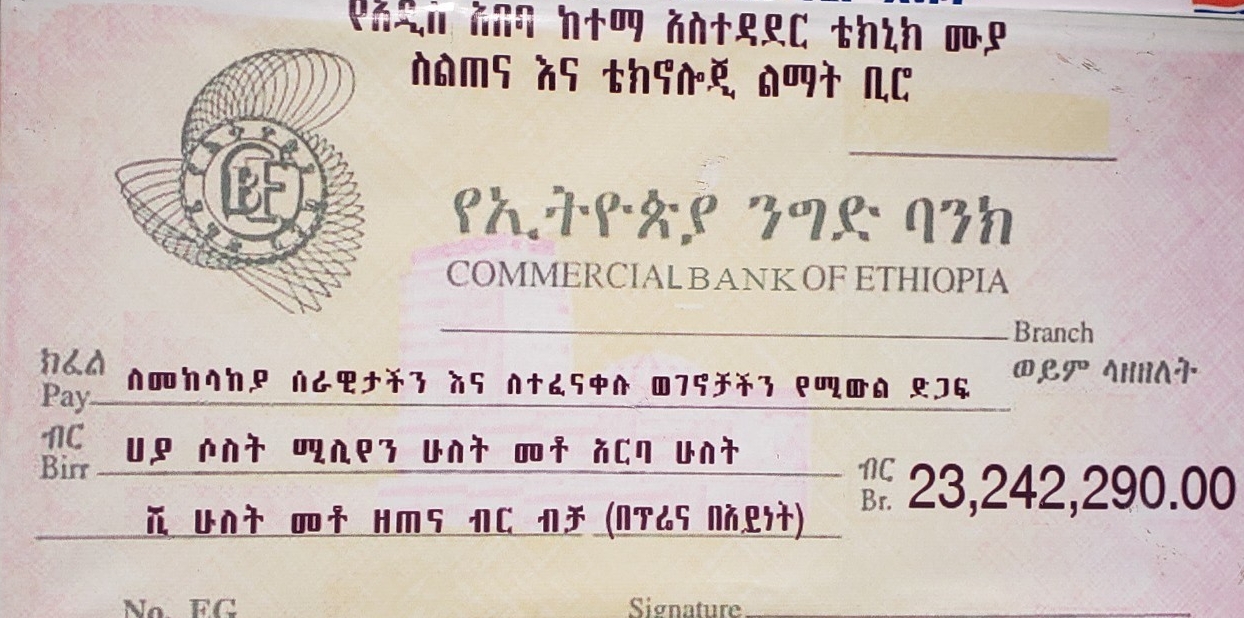 የአዲስ አበባ ከተማ አስተዳደር ቴክኒክ ሙያ
ስልጠና እና ቴክኖሎጂ ልማት ቢሮ
CBE
የኢትዮጵያ ንግድ ባንክ
COMMERCIAL BANK OF ETHIOPIA
Branch
ክፈል
Pay
ለመከላከያ ሰራዊታችን እና ለተፈናቀሉ ወገኖቻችን የሚውል ድጋፍ
ወይም ላዘዘለት
ብር
Birr
ሀያ ሶስት ሚሊየን ሁለት መቶ አርባ ሁለት
ሺ ሁለት መቶ ዘጠና ብር ብቻ (በጥሬና በአይነት)
ብር
Br. 23,242,290.00
No. EG
Signature